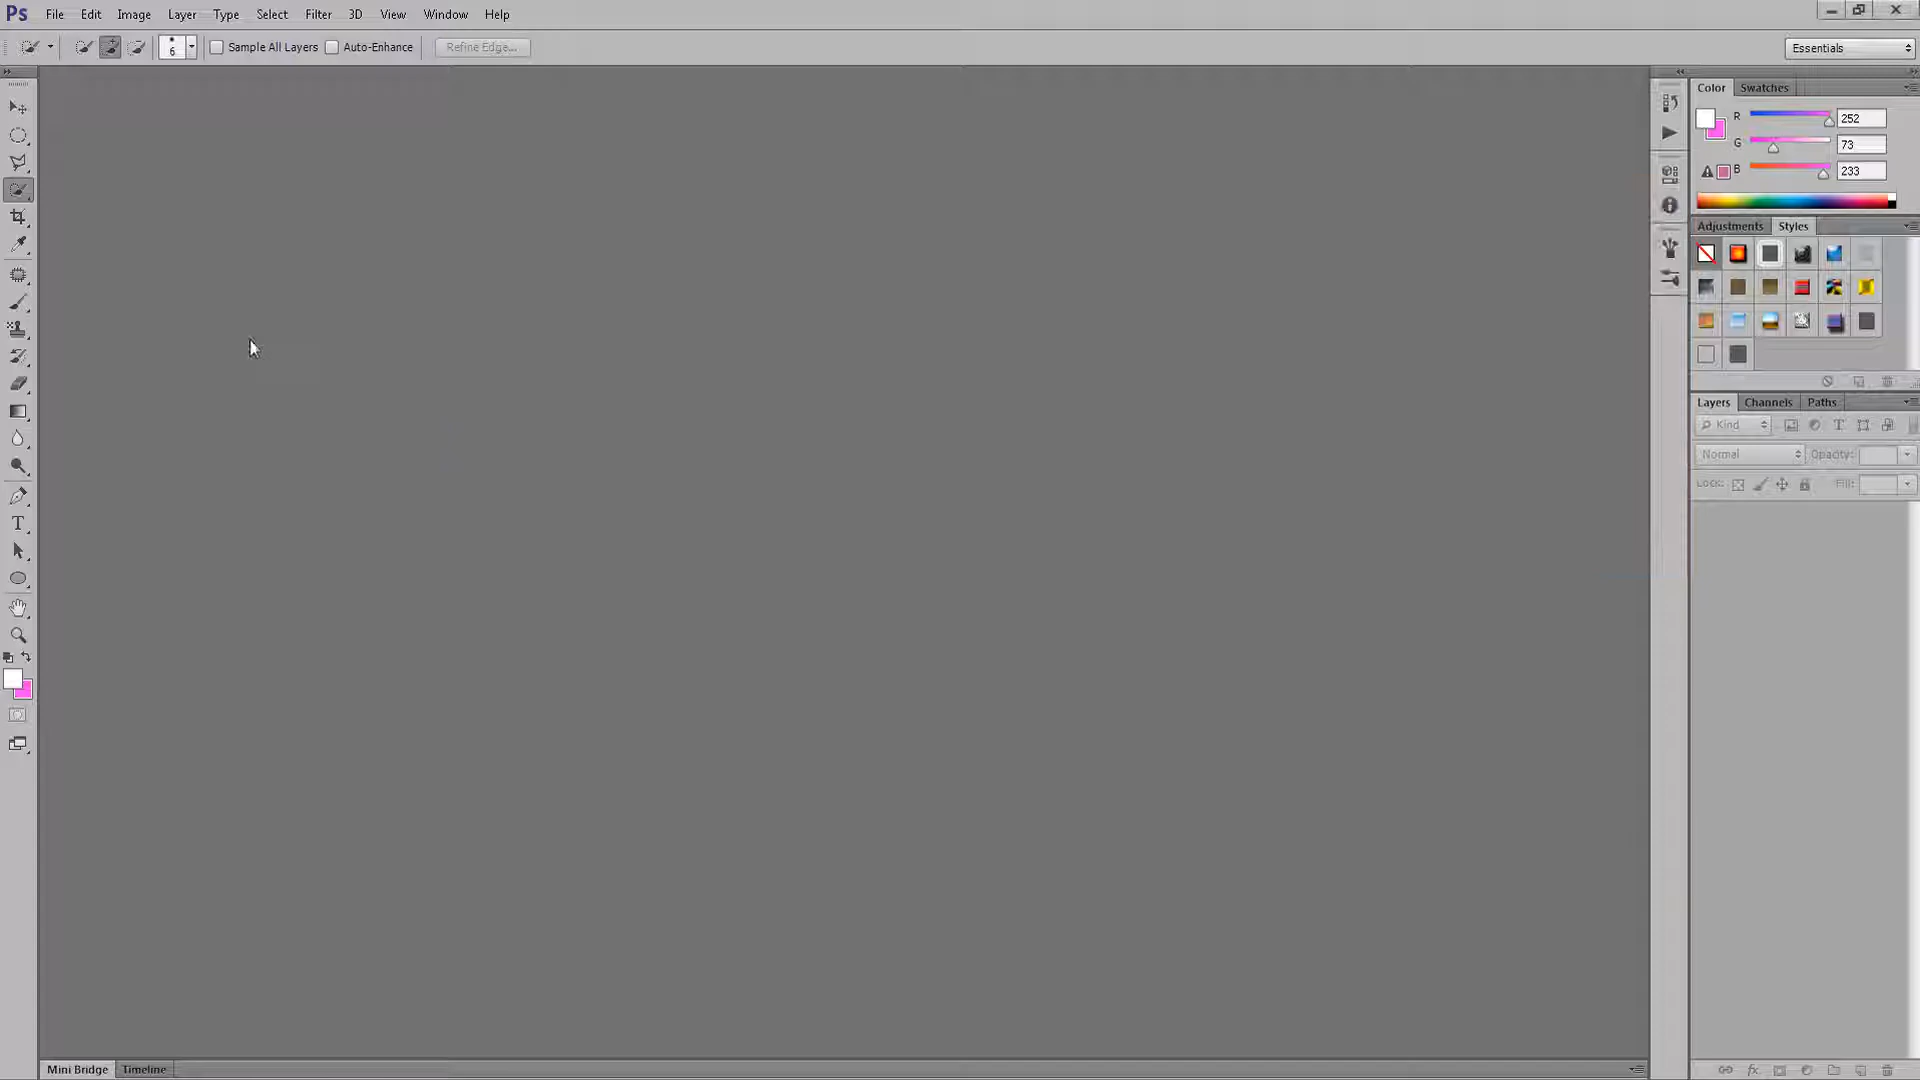 Ps File Edit Image Layer Type Select Filter 3D View Window Help
6 Sample All Layers Auto-Enhance Refine Edge... Essentials
Color Swatches
R 252
G 73
B 233
Adjustments Styles
Layers Channels Paths
Kind T
Normal Opacity:
Lock: Fill:
T
fx
Mini Bridge Timeline